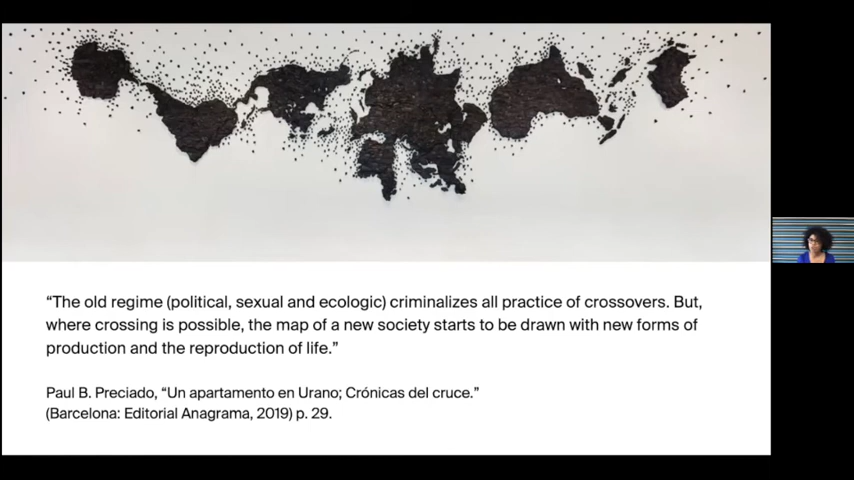 “The old regime (political, sexual and ecologic) criminalizes all practice of crossovers. But,
where crossing is possible, the map of a new society starts to be drawn with new forms of
production and the reproduction of life.”
Paul B. Preciado, “Un apartamento en Urano; Crónicas del cruce.”
(Barcelona: Editorial Anagrama, 2019) p. 29.